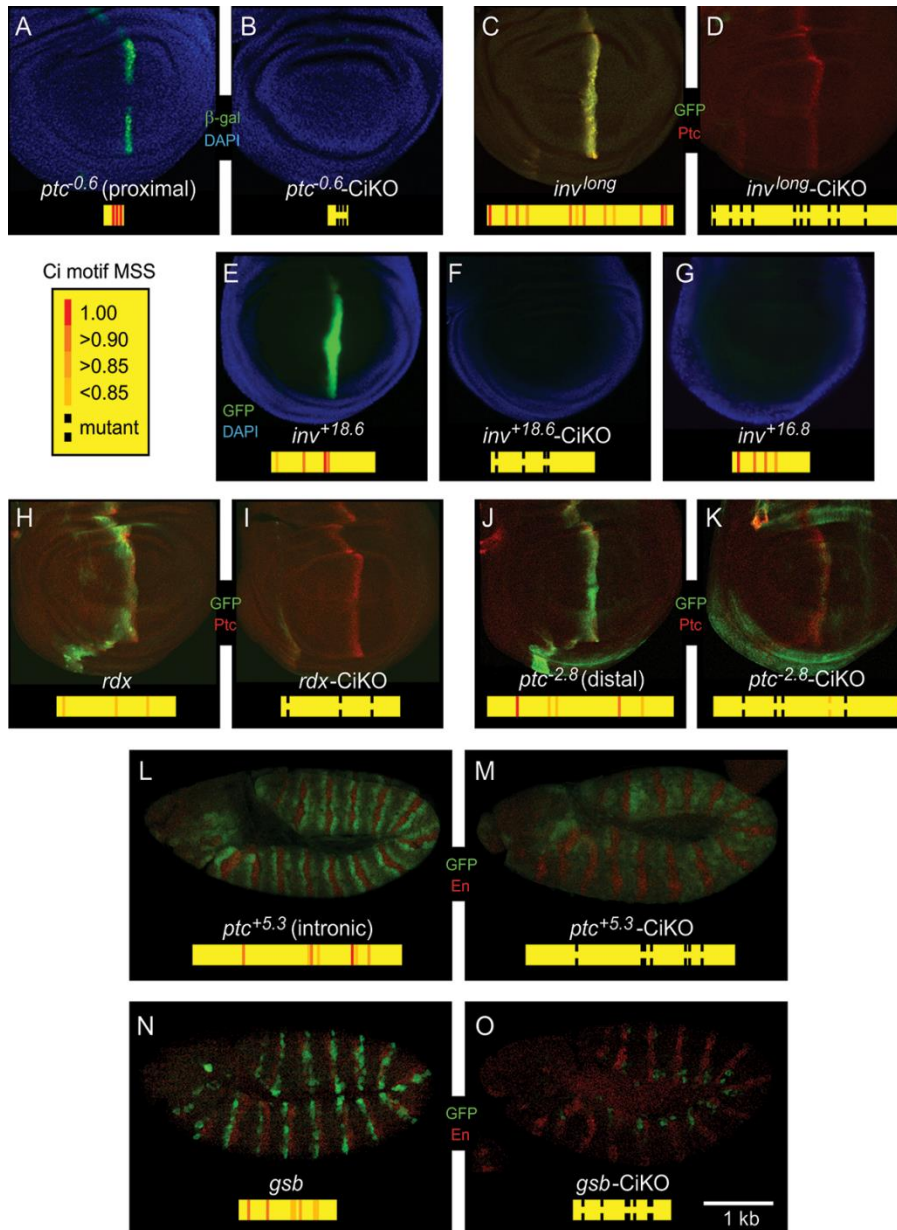 A
B
C
D
β-gal
DAPI
GFP
Ptc
ptc-0.6 (proximal)
ptc-0.6-CiKO
invlong
invlong-CiKO
Ci motif MSS
1.00
>0.90
>0.85
<0.85
mutant
E
F
G
GFP
DAPI
inv+18.6
inv+18.6-CiKO
inv+16.8
H
I
J
K
GFP
Ptc
GFP
Ptc
rdx
rdx-CiKO
ptc-2.8 (distal)
ptc-2.8-CiKO
L
M
GFP
En
ptc+5.3 (intronic)
ptc+5.3-CiKO
N
O
GFP
En
gsb
gsb-CiKO
1 kb